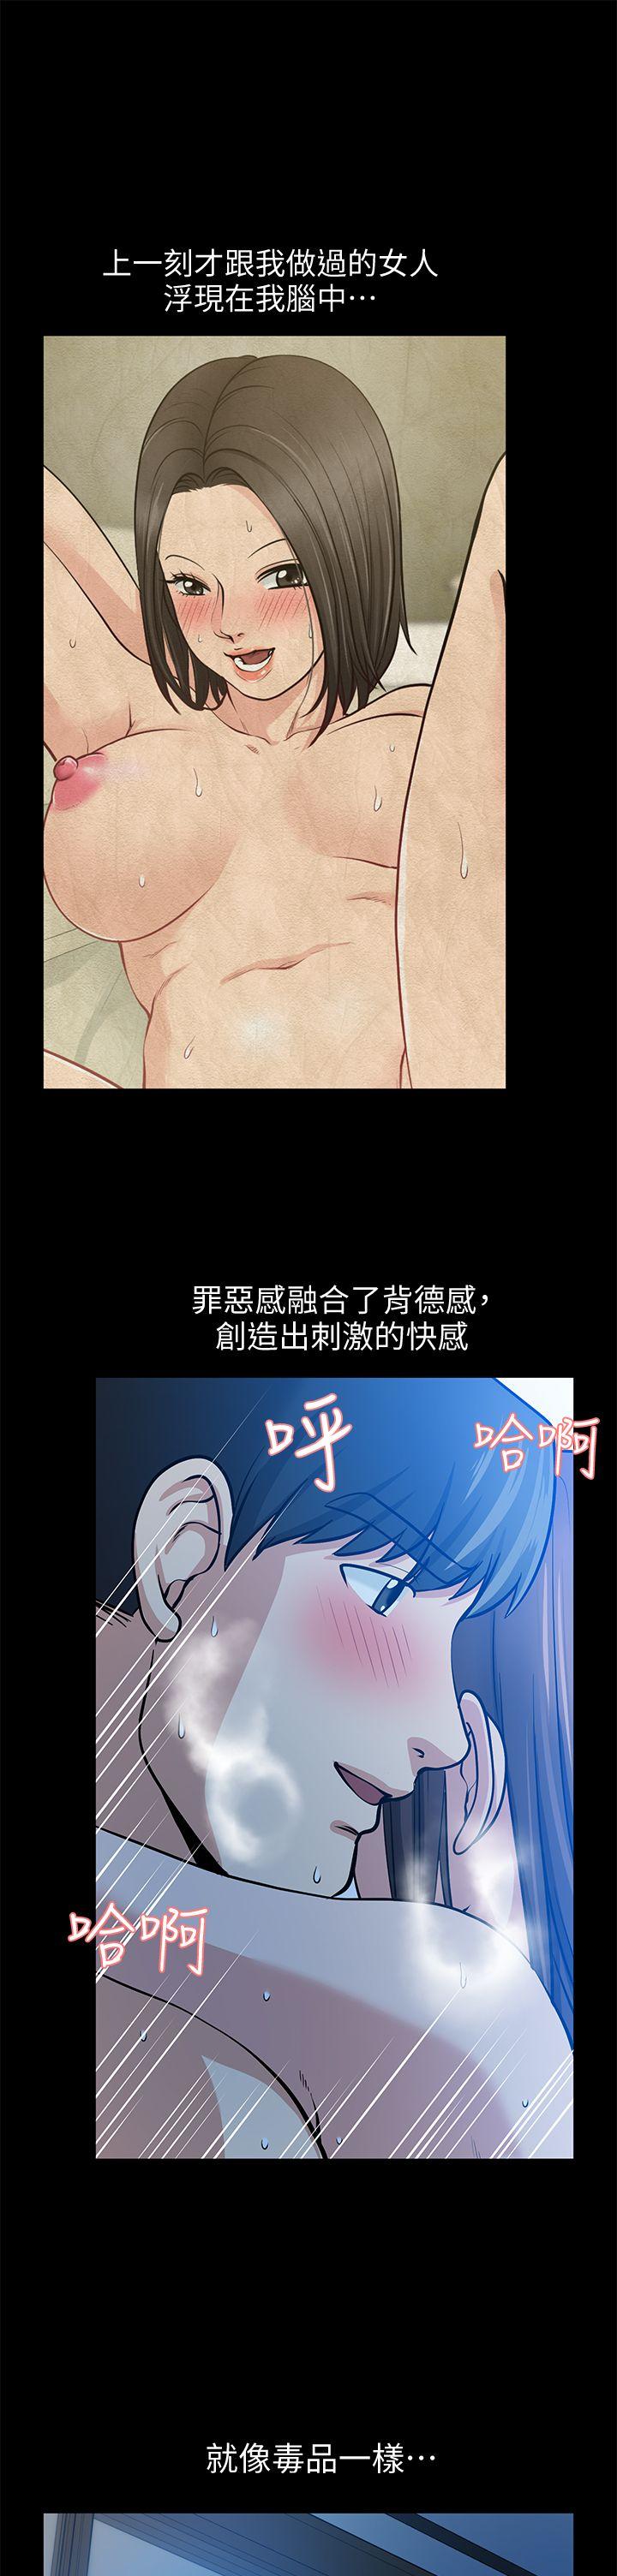 上一刻才跟我做過的女人
浮現在我腦中⋯
罪惡感融合了背德感，
創造出刺激的快感
呼
哈啊
哈啊
就像毒品一樣⋯